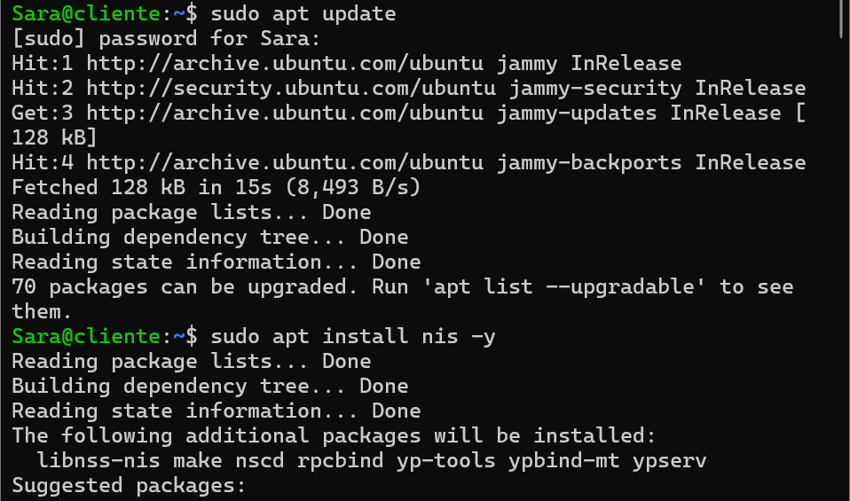 Sara@cliente:~$ sudo apt update
[sudo] password for Sara:
Hit:1 http://archive.ubuntu.com/ubuntu jammy InRelease
Hit:2 http://security.ubuntu.com/ubuntu jammy-security InRelease
Get:3 http://archive.ubuntu.com/ubuntu jammy-updates InRelease [
128 kB]
Hit:4 http://archive.ubuntu.com/ubuntu jammy-backports InRelease
Fetched 128 kB in 15s (8,493 B/s)
Reading package lists... Done
Building dependency tree... Done
Reading state information... Done
70 packages can be upgraded. Run 'apt list --upgradable' to see
them.
Sara@cliente:~$ sudo apt install nis -y
Reading package lists... Done
Building dependency tree... Done
Reading state information... Done
The following additional packages will be installed:
  libnss-nis make nscd rpcbind yp-tools ypbind-mt ypserv
Suggested packages: